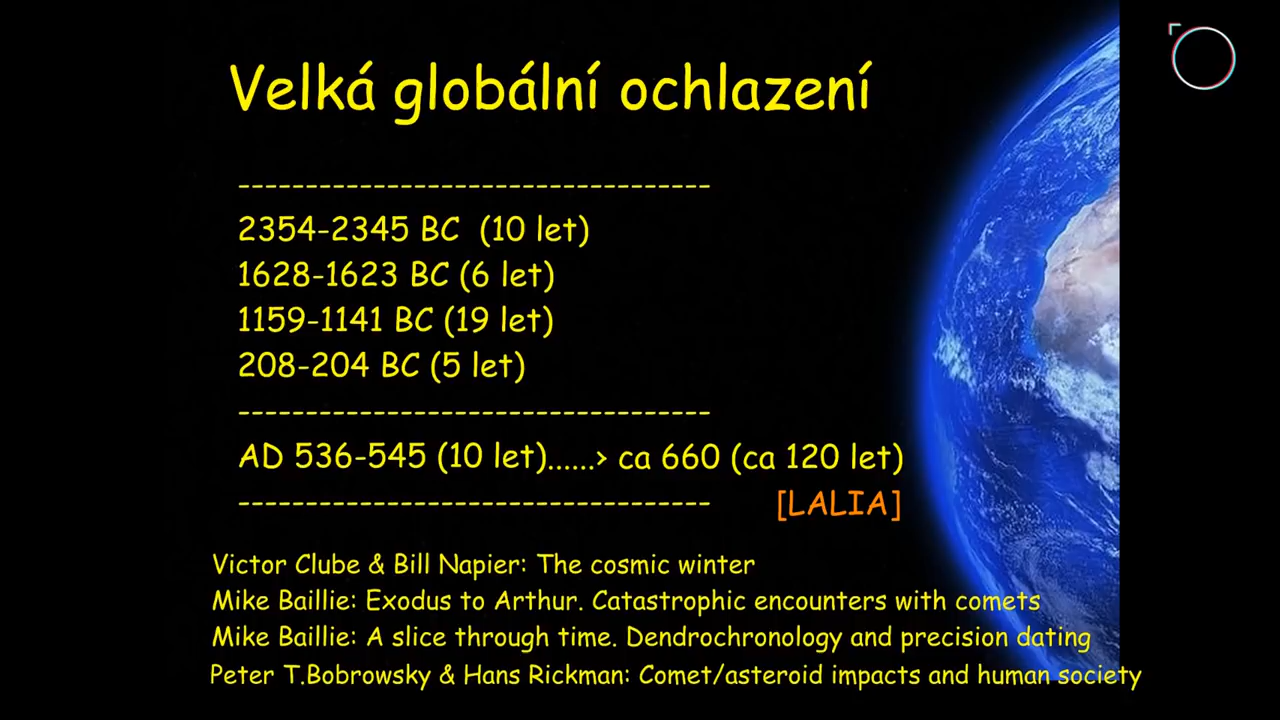 Velká globální ochlazení
-----------------------------------
2354-2345 BC (10 let)
1628-1623 BC (6 let)
1159-1141 BC (19 let)
208-204 BC (5 let)
-----------------------------------
AD 536-545 (10 let)......> ca 660 (ca 120 let)
----------------------------------- [LALIA]
Victor Clube & Bill Napier: The cosmic winter
Mike Baillie: Exodus to Arthur. Catastrophic encounters with comets
Mike Baillie: A slice through time. Dendrochronology and precision dating
Peter T.Bobrowsky & Hans Rickman: Comet/asteroid impacts and human society